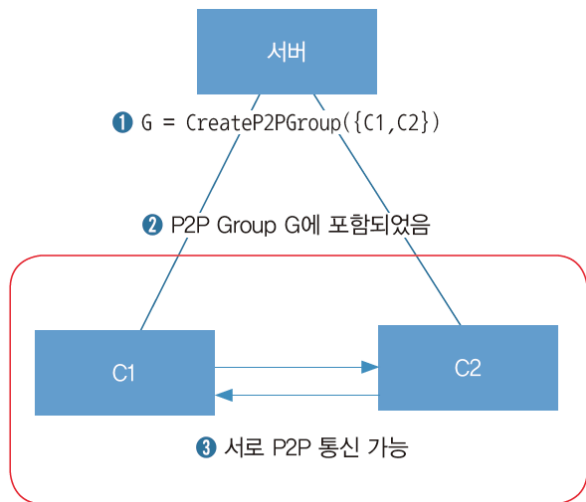 서버
❶ G = CreateP2PGroup({C1,C2})
❷ P2P Group G에 포함되었음
C1
C2
❸ 서로 P2P 통신 가능